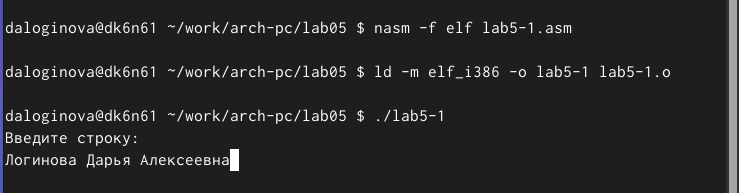 daloginova@dk6n61 ~/work/arch-pc/lab05 $ nasm -f elf lab5-1.asm
daloginova@dk6n61 ~/work/arch-pc/lab05 $ ld -m elf_i386 -o lab5-1 lab5-1.o
daloginova@dk6n61 ~/work/arch-pc/lab05 $ ./lab5-1
Введите строку:
Логинова Дарья Алексеевна